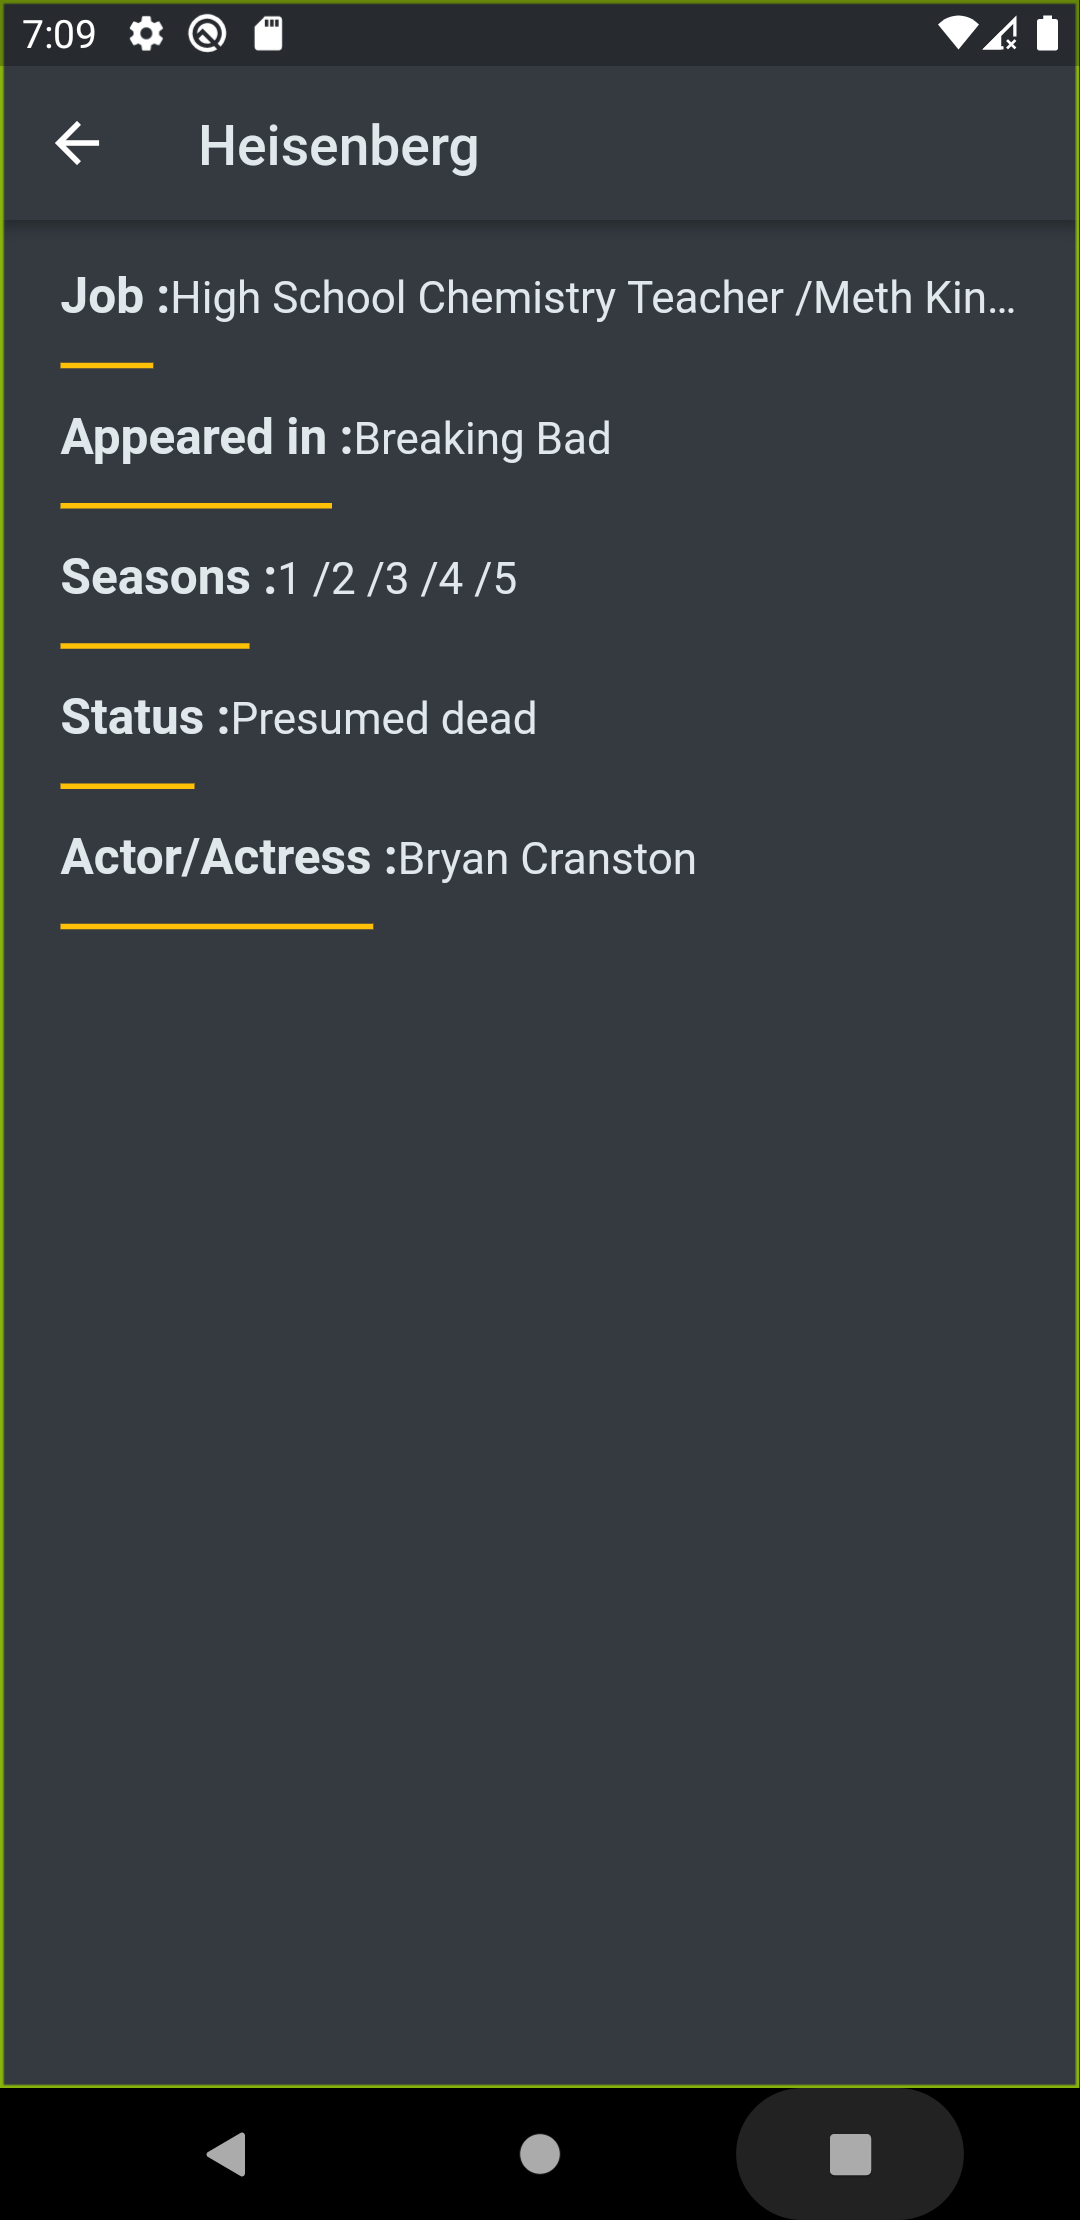 7:09
Heisenberg
Job :High School Chemistry Teacher /Meth Kin...
Appeared in :Breaking Bad
Seasons :1 /2 /3 /4 /5
Status :Presumed dead
Actor/Actress :Bryan Cranston